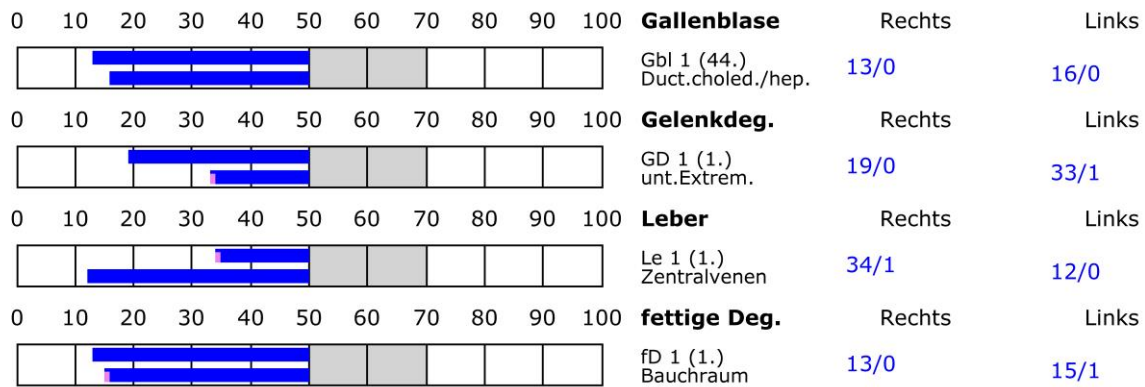 0 10 20 30 40 50 60 70 80 90 100 Gallenblase Rechts Links
Gbl 1 (44.) 13/0 16/0
Duct.choled./hep.
0 10 20 30 40 50 60 70 80 90 100 Gelenkdeg. Rechts Links
GD 1 (1.) 19/0 33/1
unt.Extrem.
0 10 20 30 40 50 60 70 80 90 100 Leber Rechts Links
Le 1 (1.) 34/1 12/0
Zentralvenen
0 10 20 30 40 50 60 70 80 90 100 fettige Deg. Rechts Links
fD 1 (1.) 13/0 15/1
Bauchraum